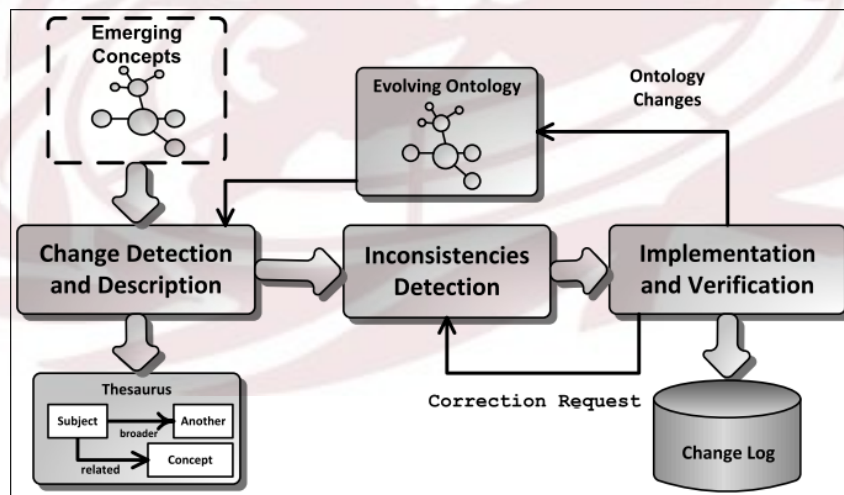 Emerging
Concepts
Evolving Ontology
Ontology
Changes
Change Detection
and Description
Inconsistencies
Detection
Implementation
and Verification
Thesaurus
Subject
Another
broader
related
Concept
Correction Request
Change Log